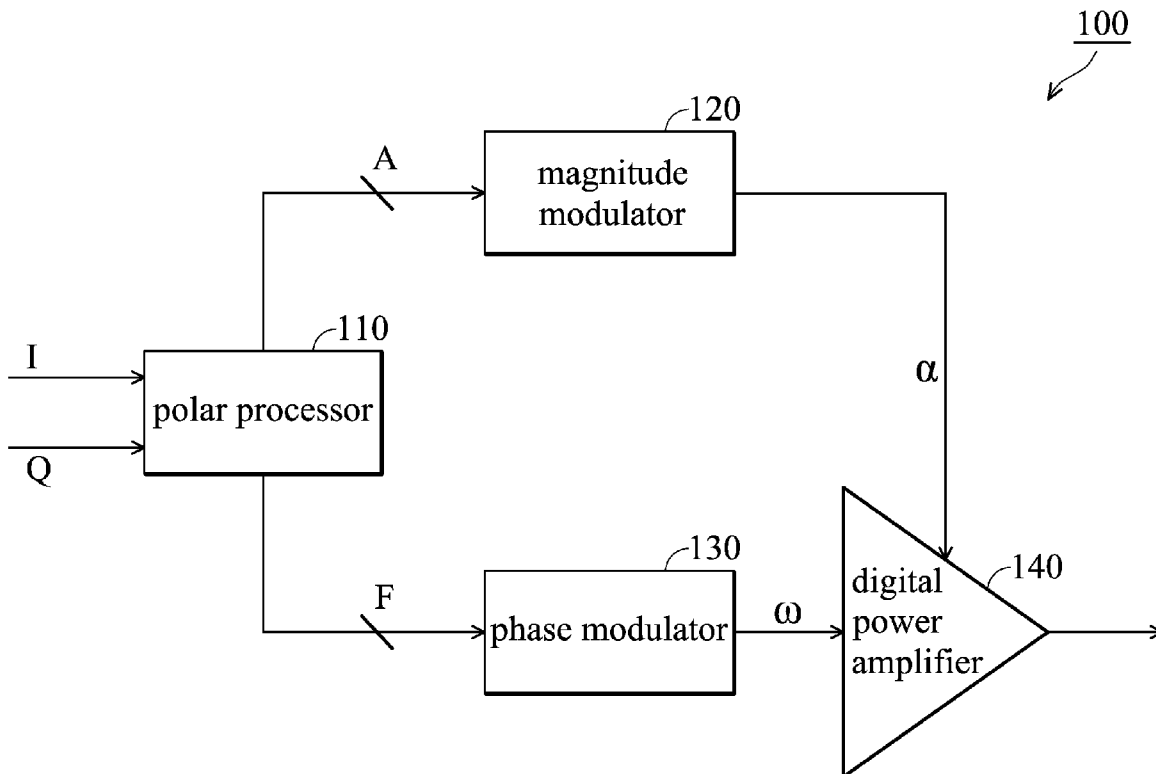 100
120
A
magnitude
modulator
110
I
polar processor
Q
α
130
F
phase modulator
ω
140
digital
power
amplifier